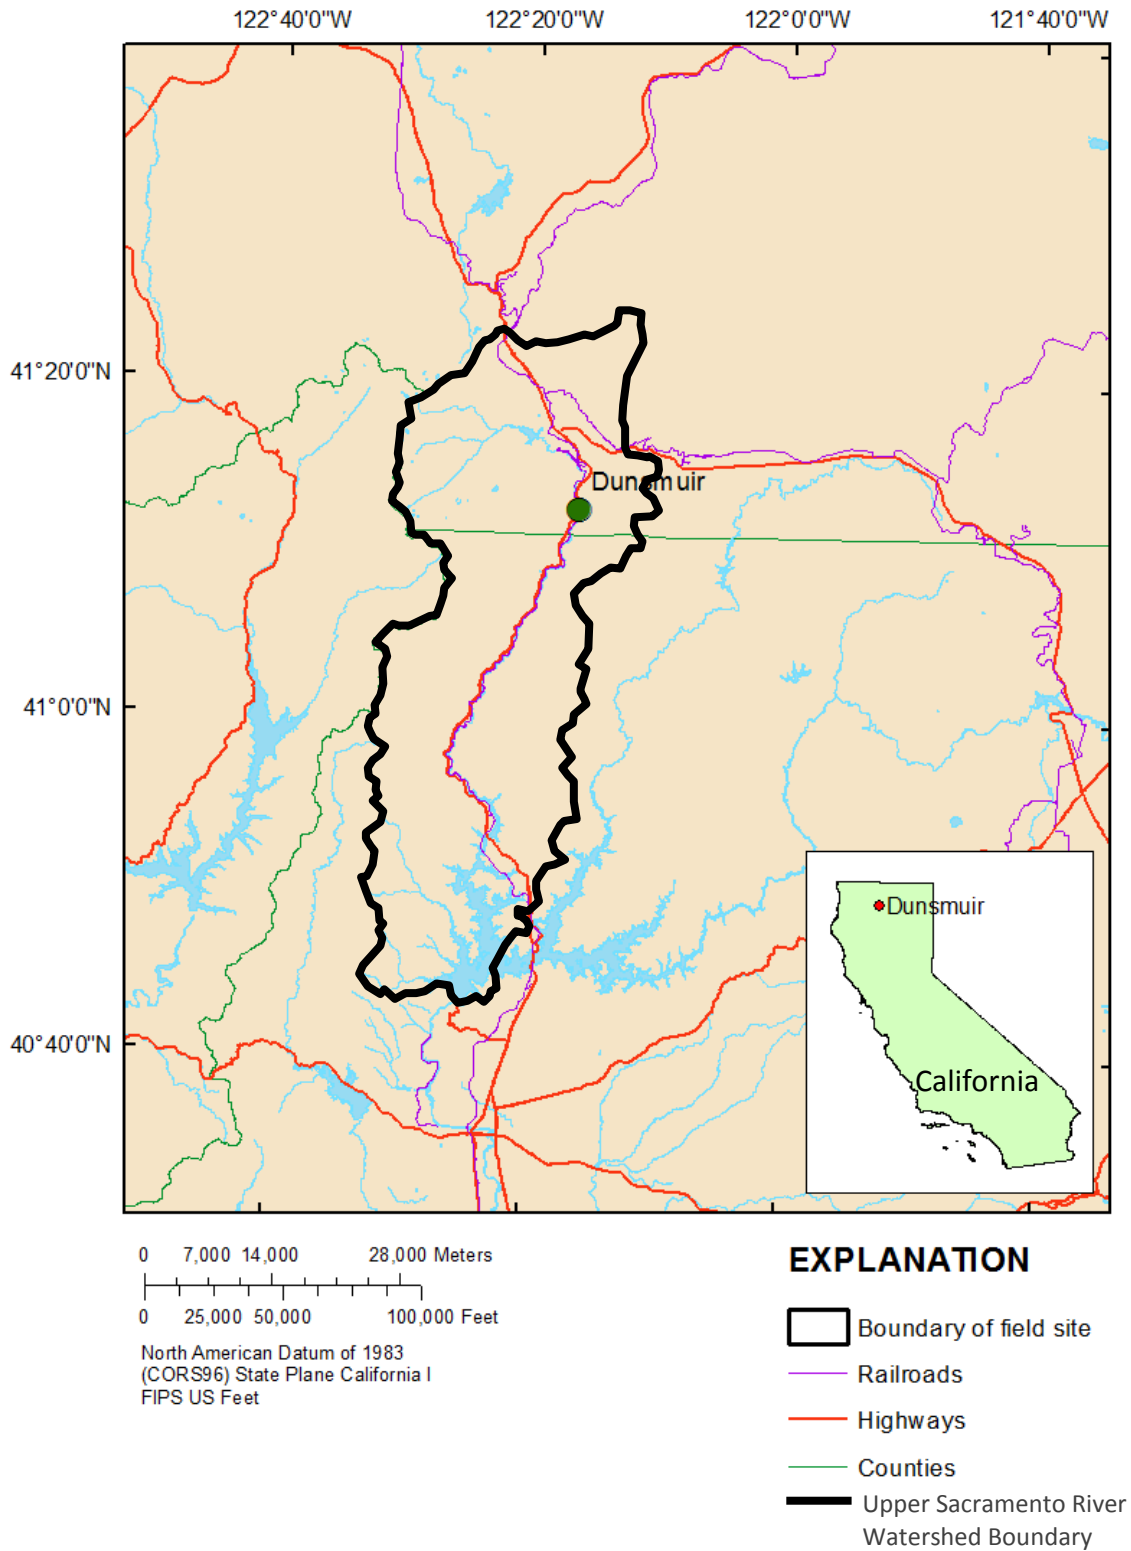 122°40'0"W 122°20'0"W 122°0'0"W 121°40'0"W
41°20'0"N
Dunsmuir
41°0'0"N
40°40'0"N
Dunsmuir
California
0 7,000 14,000 28,000 Meters
0 25,000 50,000 100,000 Feet
North American Datum of 1983
(CORS96) State Plane California I
FIPS US Feet
EXPLANATION
Boundary of field site
Railroads
Highways
Counties
Upper Sacramento River
Watershed Boundary